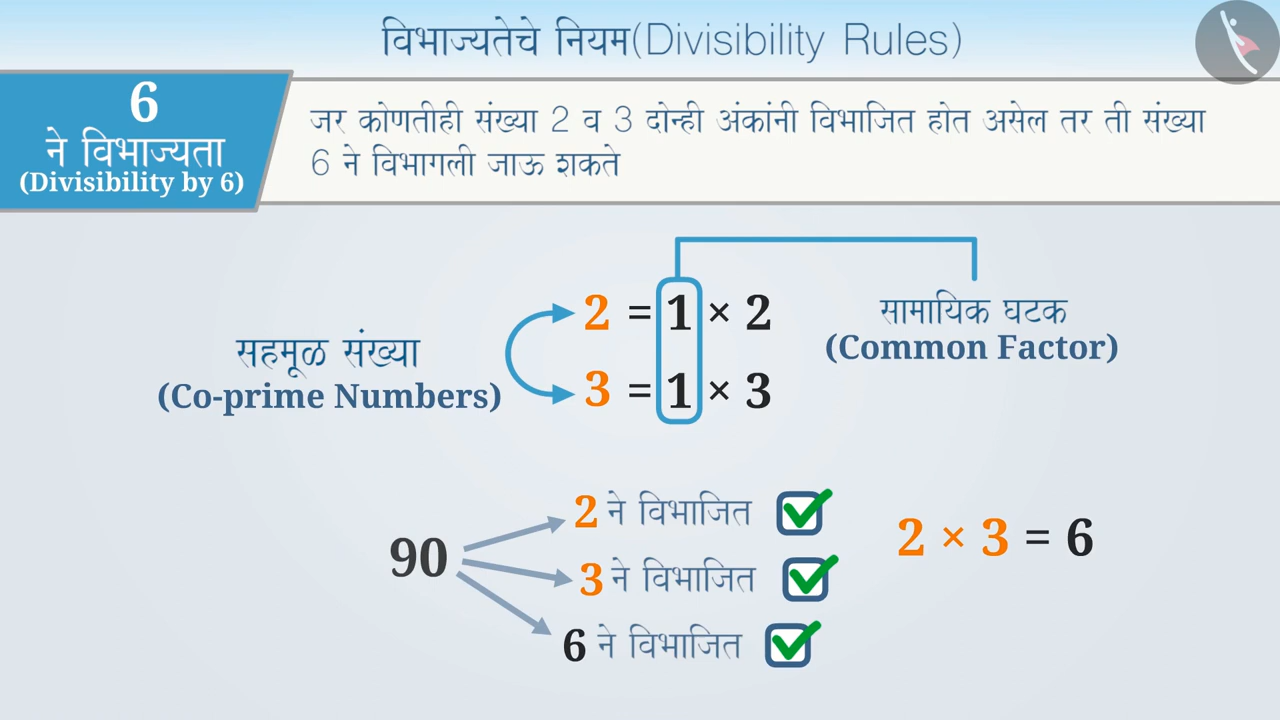 विभाज्यतेचे नियम(Divisibility Rules)
6
ने विभाज्यता
(Divisibility by 6)
जर कोणतीही संख्या 2 व 3 दोन्ही अंकांनी विभाजित होत असेल तर ती संख्या
6 ने विभागली जाऊ शकते
2 = 1 × 2
3 = 1 × 3
सहमूळ संख्या
(Co-prime Numbers)
सामायिक घटक
(Common Factor)
90
2 ने विभाजित
3 ने विभाजित
6 ने विभाजित
2 × 3 = 6